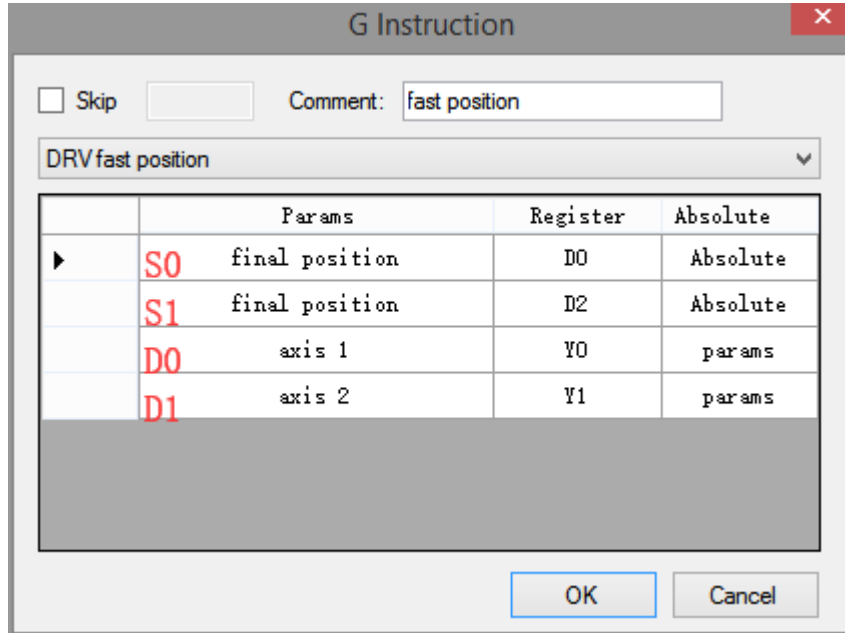 G Instruction
Skip Comment: fast position
DRV fast position
Params Register Absolute
S0 final position D0 Absolute
S1 final position D2 Absolute
D0 axis 1 Y0 params
D1 axis 2 Y1 params
OK Cancel